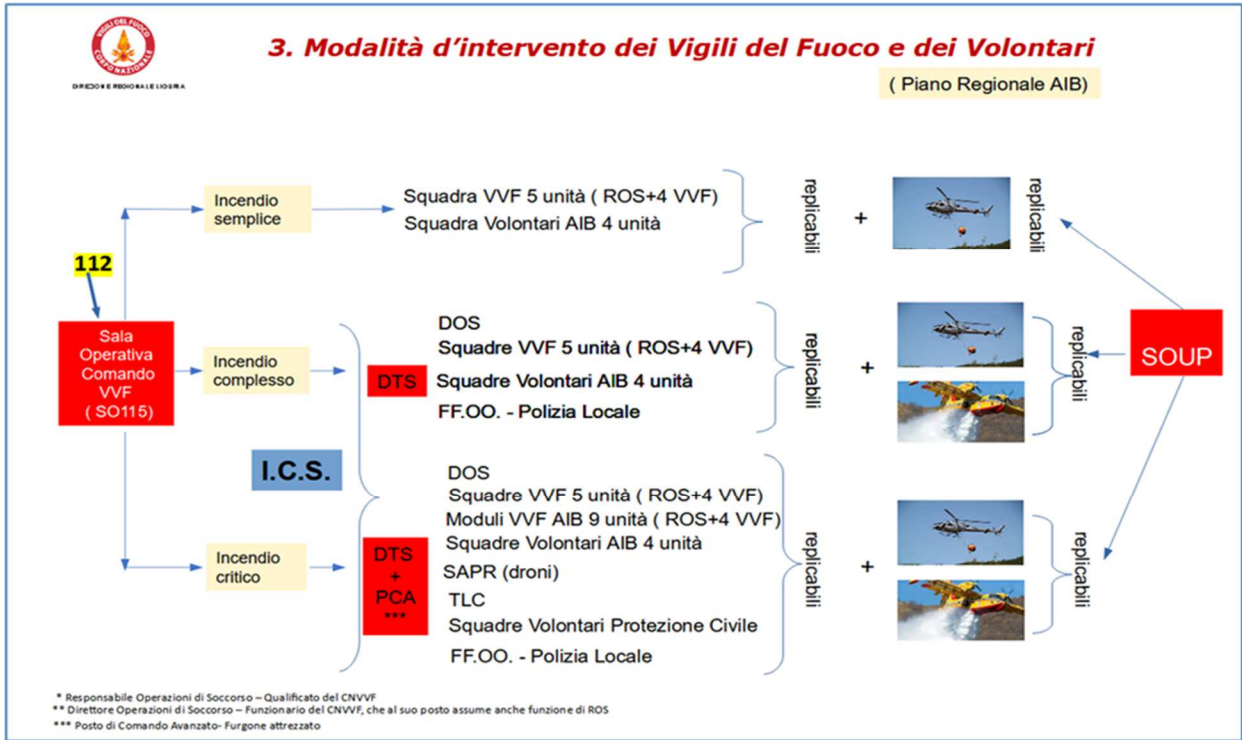 VIGILI DEL FUOCO
CORPO NAZIONALE
DIREZIONE REGIONALE LIGURIA
3. Modalità d’intervento dei Vigili del Fuoco e dei Volontari
( Piano Regionale AIB)
112
Sala
Operativa
Comando
VVF
( SO115)
Incendio
semplice
Squadra VVF 5 unità ( ROS+4 VVF)
Squadra Volontari AIB 4 unità
replicabili
+
replicabili
Incendio
complesso
DTS
DOS
Squadre VVF 5 unità ( ROS+4 VVF)
Squadre Volontari AIB 4 unità
FF.OO. - Polizia Locale
replicabili
+
replicabili
SOUP
I.C.S.
Incendio
critico
DTS
+
PCA
***
DOS
Squadre VVF 5 unità ( ROS+4 VVF)
Moduli VVF AIB 9 unità ( ROS+4 VVF)
Squadre Volontari AIB 4 unità
SAPR (droni)
TLC
Squadre Volontari Protezione Civile
FF.OO. - Polizia Locale
replicabili
+
replicabili
* Responsabile Operazioni di Soccorso – Qualificato del CNVVF
** Direttore Operazioni di Soccorso – Funzionario del CNVVF, che al suo posto assume anche funzione di ROS
*** Posto di Comando Avanzato- Furgone attrezzato